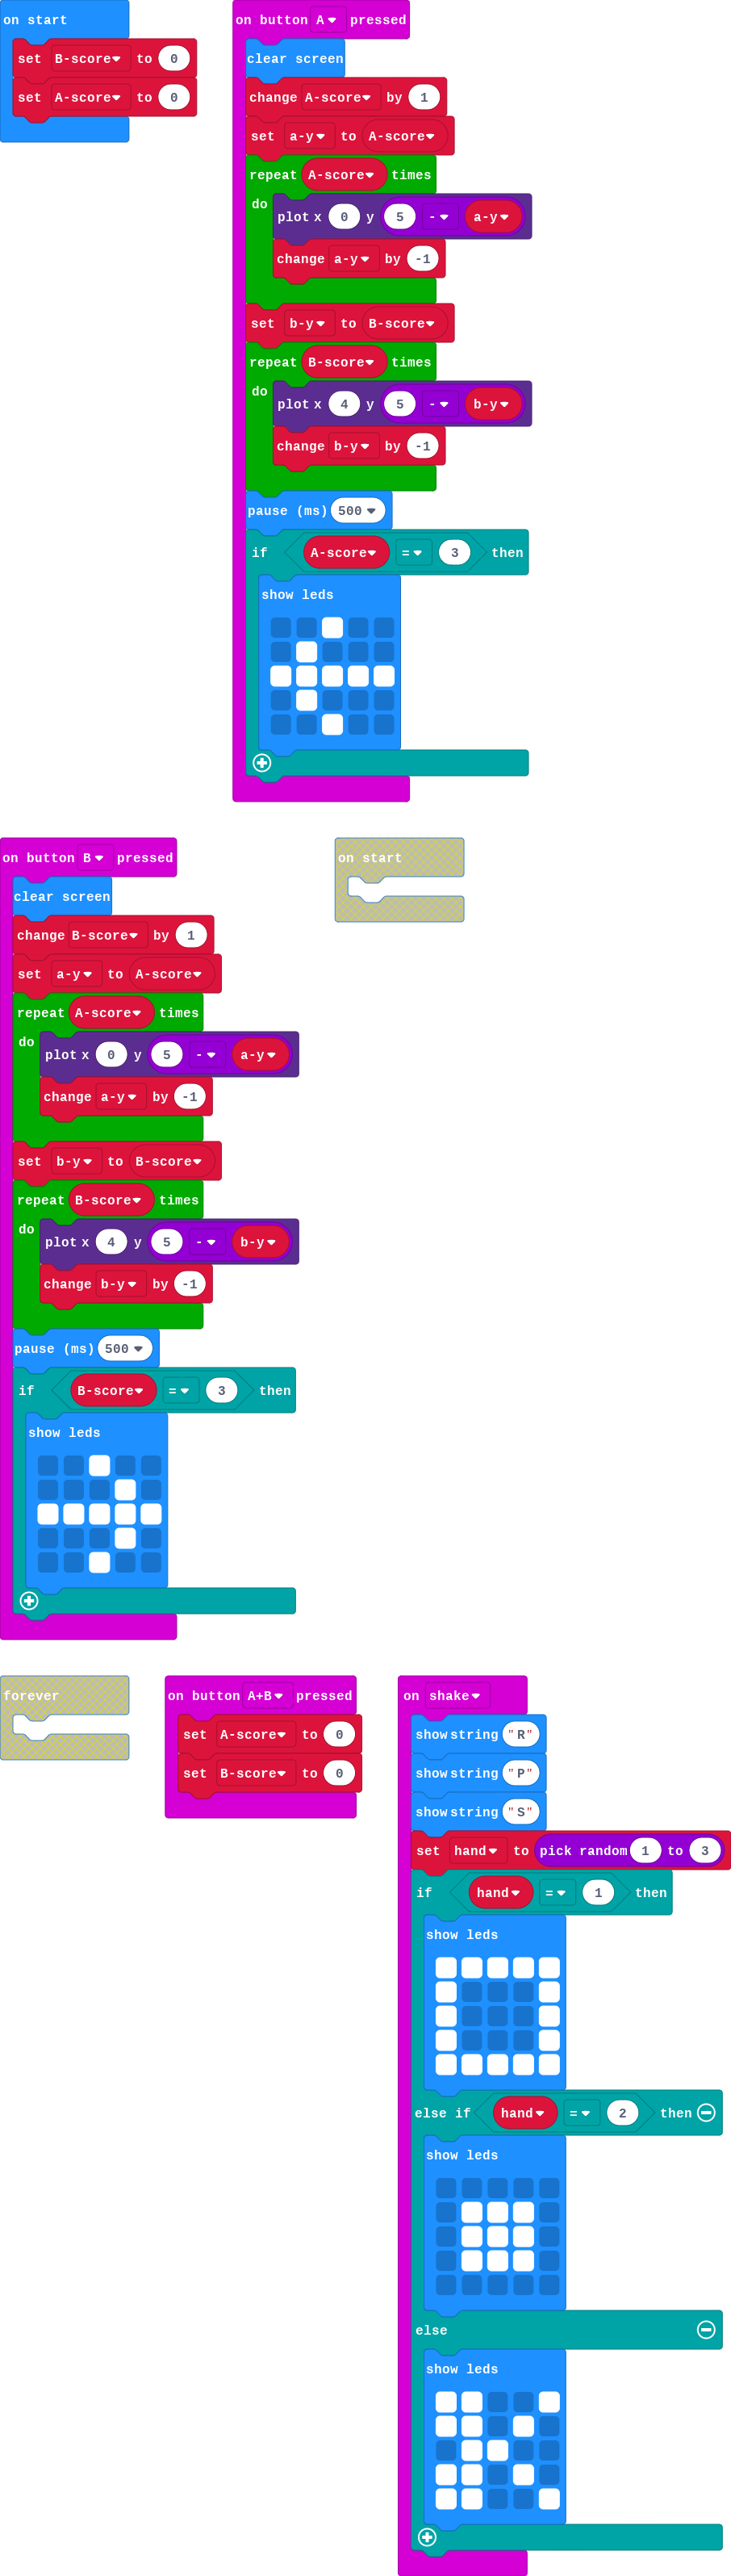 on start
set B-score to 0
set A-score to 0
on button A pressed
clear screen
change A-score by 1
set a-y to A-score
repeat A-score times
do
plot x 0 y 5 - a-y
change a-y by -1
set b-y to B-score
repeat B-score times
do
plot x 4 y 5 - b-y
change b-y by -1
pause (ms) 500
if A-score = 3 then
show leds
on button B pressed
clear screen
change B-score by 1
set a-y to A-score
repeat A-score times
do
plot x 0 y 5 - a-y
change a-y by -1
set b-y to B-score
repeat B-score times
do
plot x 4 y 5 - b-y
change b-y by -1
pause (ms) 500
if B-score = 3 then
show leds
on start
forever
on button A+B pressed
set A-score to 0
set B-score to 0
on shake
show string "R"
show string "P"
show string "S"
set hand to pick random 1 to 3
if hand = 1 then
show leds
else if hand = 2 then
show leds
else
show leds